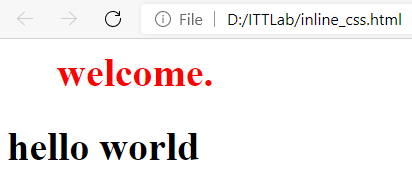 File D:/ITTLab/inline_css.html
welcome.
hello world